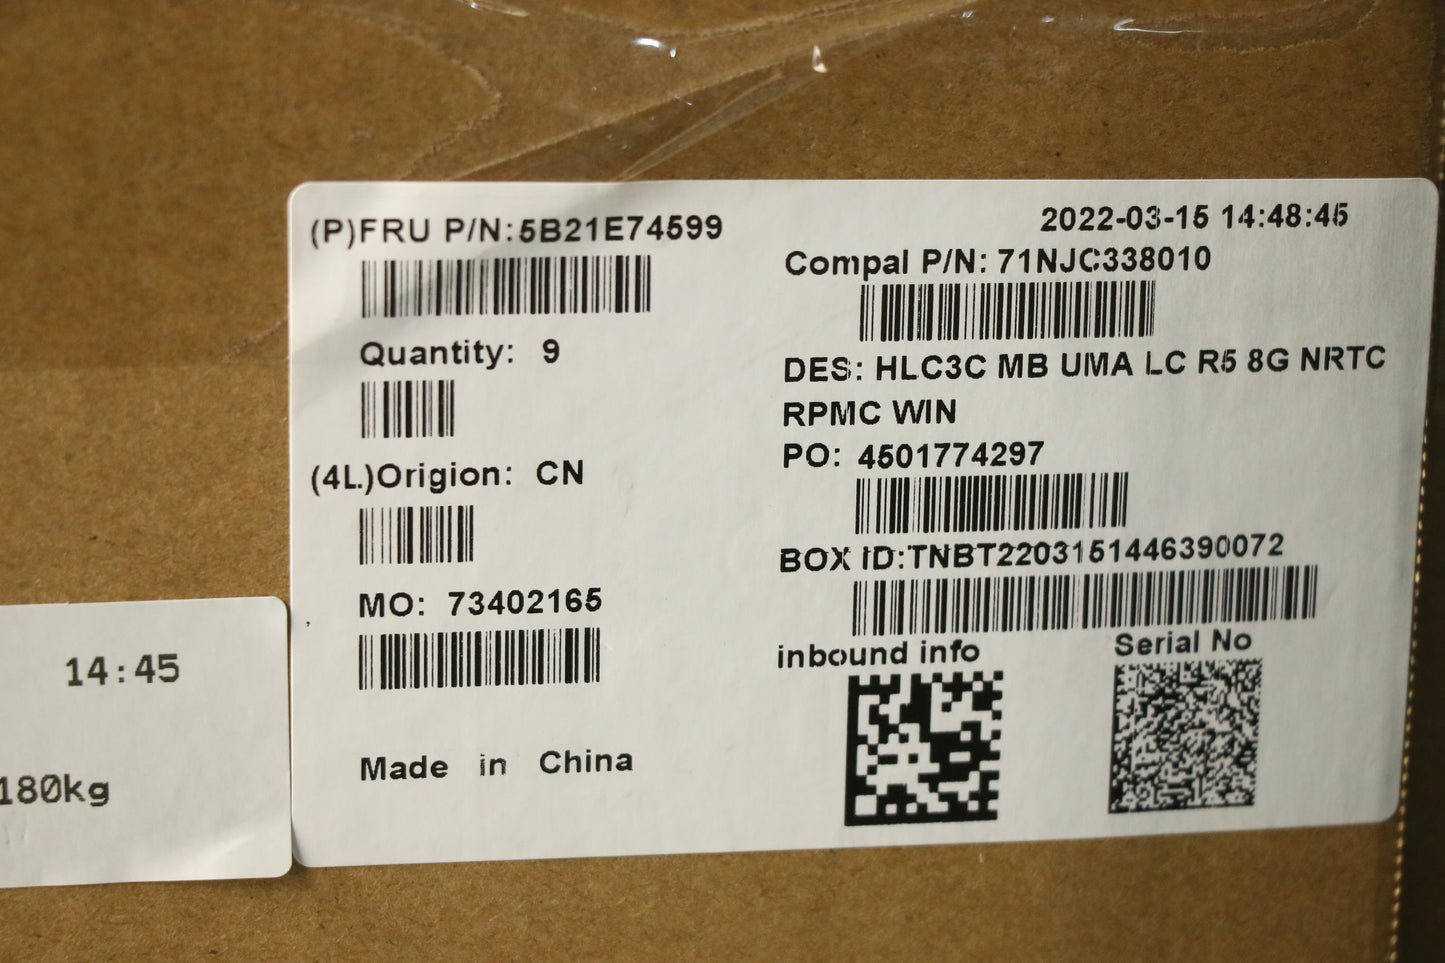 (P)FRU P/N:5B21E74599
Quantity: 9
(4L)Origion: CN
MO: 73402165
Made in China
2022-03-15 14:48:45
Compal P/N: 71NJC338010
DES: HLC3C MB UMA LC R5 8G NRTC
RPMC WIN
PO: 4501774297
BOX ID:TNBT2203151446390072
inbound info
Serial No
14:45
180kg